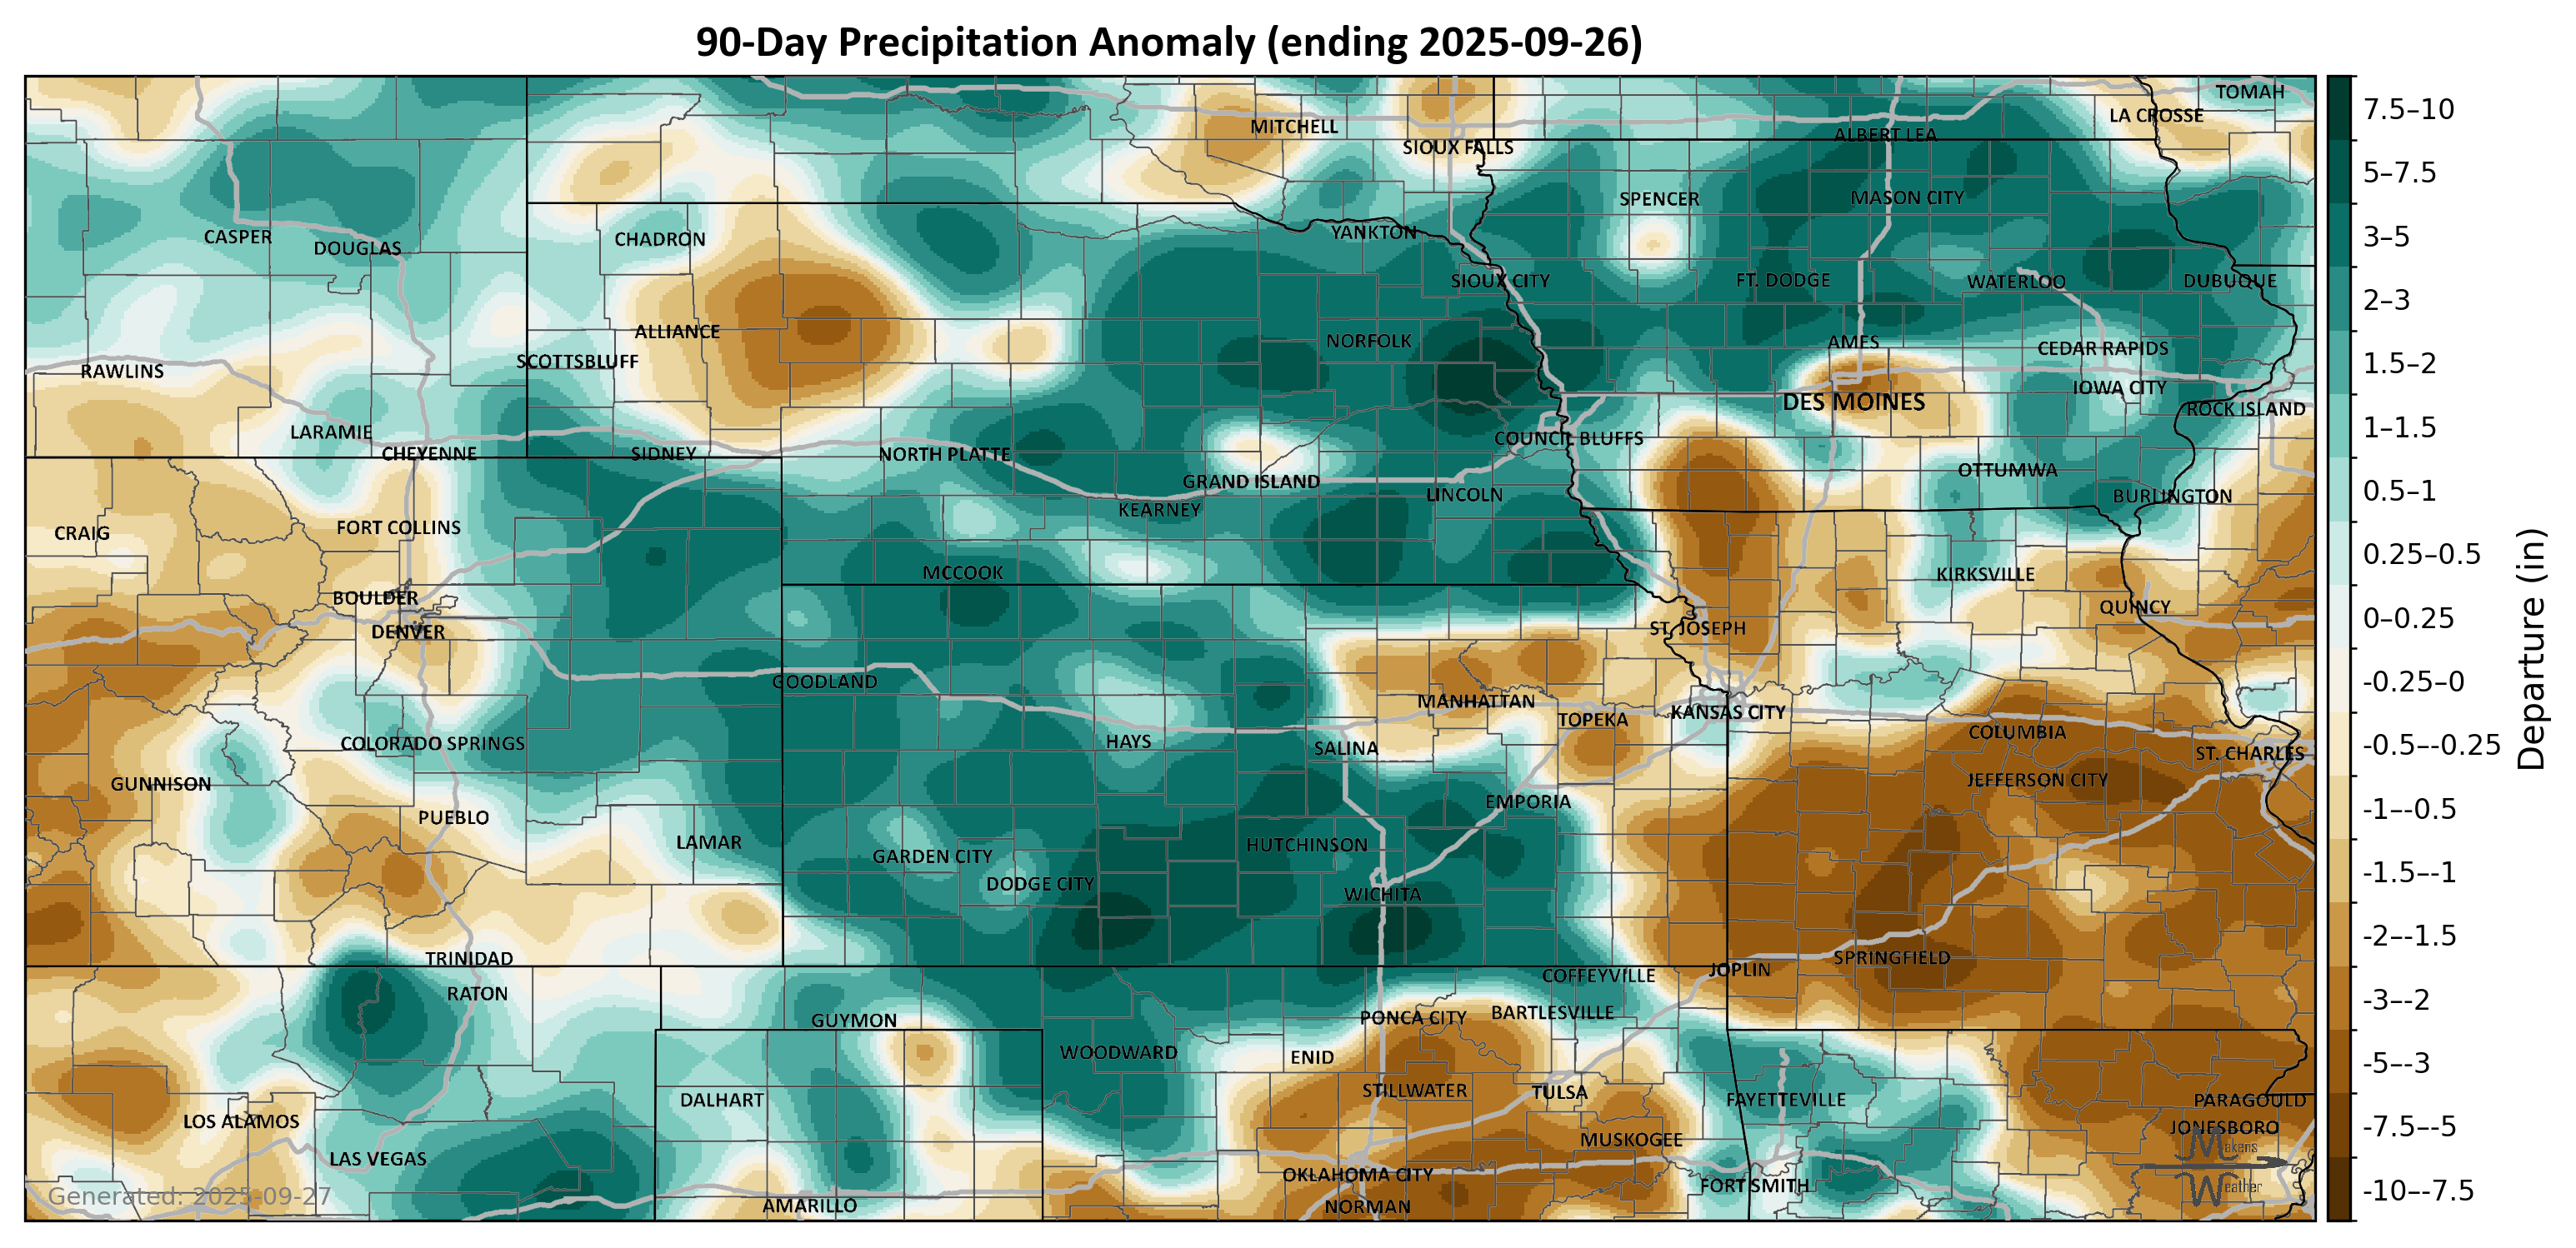 90-Day Precipitation Anomaly (ending 2025-09-26)
TOMAH
LA CROSSE
MITCHELL
ALBERT LEA
SIOUX FALLS
SPENCER
MASON CITY
CASPER
DOUGLAS
CHADRON
YANKTON
SIOUX CITY
FT. DODGE
WATERLOO
DUBUQUE
ALLIANCE
NORFOLK
AMES
CEDAR RAPIDS
SCOTTSBLUFF
RAWLINS
IOWA CITY
DES MOINES
ROCK ISLAND
LARAMIE
COUNCIL BLUFFS
CHEYENNE
SIDNEY
NORTH PLATTE
OTTUMWA
GRAND ISLAND
LINCOLN
BURLINGTON
KEARNEY
CRAIG
FORT COLLINS
MCCOOK
KIRKSVILLE
BOULDER
QUINCY
DENVER
ST. JOSEPH
GOODLAND
MANHATTAN
TOPEKA
KANSAS CITY
COLUMBIA
COLORADO SPRINGS
HAYS
SALINA
ST. CHARLES
GUNNISON
JEFFERSON CITY
EMPORIA
PUEBLO
LAMAR
GARDEN CITY
HUTCHINSON
DODGE CITY
WICHITA
TRINIDAD
SPRINGFIELD
JOPLIN
COFFEYVILLE
RATON
GUYMON
PONCA CITY
BARTLESVILLE
WOODWARD
ENID
STILLWATER
TULSA
DALHART
FAYETTEVILLE
PARAGOULD
LOS ALAMOS
JONESBORO
MUSKOGEE
LAS VEGAS
OKLAHOMA CITY
FORT SMITH
AMARILLO
NORMAN
Generated: 2025-09-27
Makens
Weather
7.5–10
5–7.5
3–5
2–3
1.5–2
1–1.5
0.5–1
0.25–0.5
0–0.25
-0.25–0
-0.5–-0.25
-1–-0.5
-1.5–-1
-2–-1.5
-3–-2
-5–-3
-7.5–-5
-10–-7.5
Departure (in)